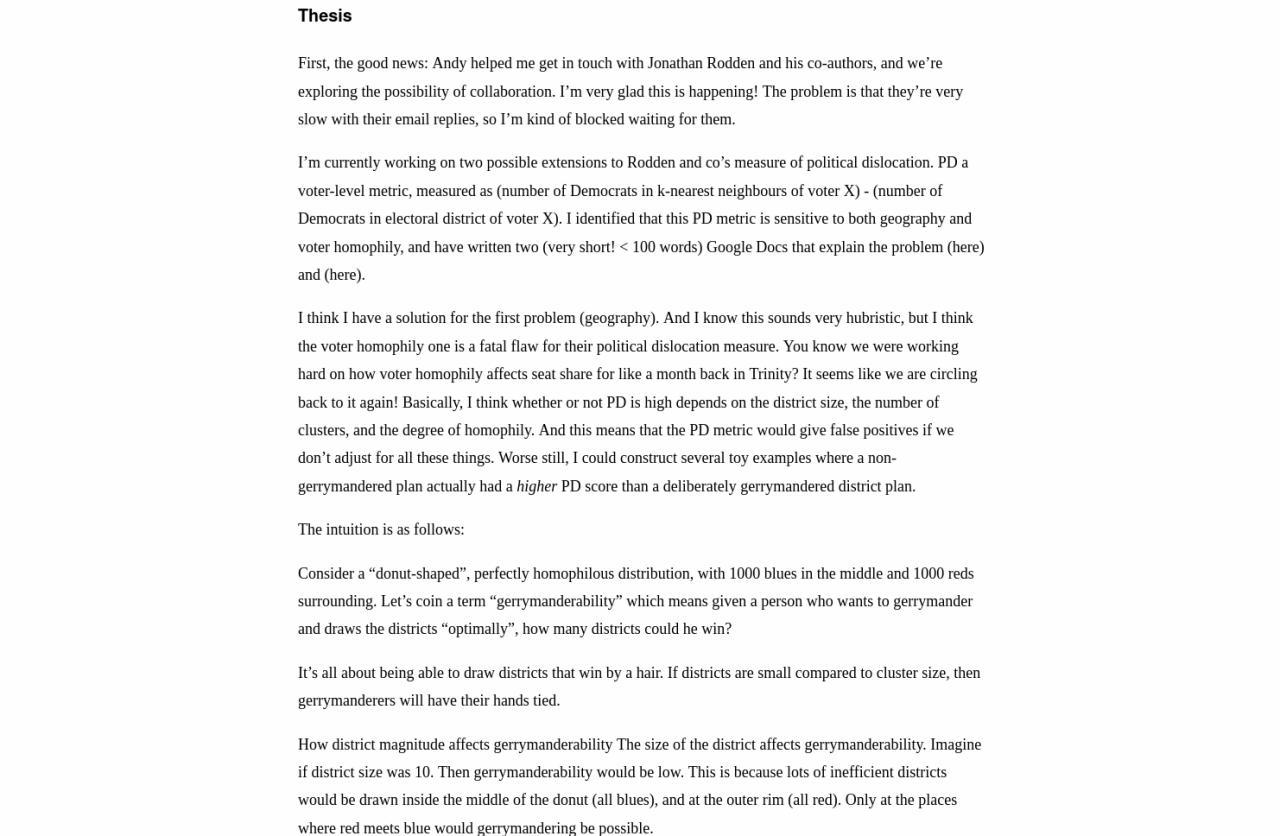 Thesis
First, the good news: Andy helped me get in touch with Jonathan Rodden and his co-authors, and we’re
exploring the possibility of collaboration. I’m very glad this is happening! The problem is that they’re very
slow with their email replies, so I’m kind of blocked waiting for them.
I’m currently working on two possible extensions to Rodden and co’s measure of political dislocation. PD a
voter-level metric, measured as (number of Democrats in k-nearest neighbours of voter X) - (number of
Democrats in electoral district of voter X). I identified that this PD metric is sensitive to both geography and
voter homophily, and have written two (very short! < 100 words) Google Docs that explain the problem (here)
and (here).
I think I have a solution for the first problem (geography). And I know this sounds very hubristic, but I think
the voter homophily one is a fatal flaw for their political dislocation measure. You know we were working
hard on how voter homophily affects seat share for like a month back in Trinity? It seems like we are circling
back to it again! Basically, I think whether or not PD is high depends on the district size, the number of
clusters, and the degree of homophily. And this means that the PD metric would give false positives if we
don’t adjust for all these things. Worse still, I could construct several toy examples where a non-
gerrymandered plan actually had a higher PD score than a deliberately gerrymandered district plan.
The intuition is as follows:
Consider a “donut-shaped”, perfectly homophilous distribution, with 1000 blues in the middle and 1000 reds
surrounding. Let’s coin a term “gerrymanderability” which means given a person who wants to gerrymander
and draws the districts “optimally”, how many districts could he win?
It’s all about being able to draw districts that win by a hair. If districts are small compared to cluster size, then
gerrymanderers will have their hands tied.
How district magnitude affects gerrymanderability The size of the district affects gerrymanderability. Imagine
if district size was 10. Then gerrymanderability would be low. This is because lots of inefficient districts
would be drawn inside the middle of the donut (all blues), and at the outer rim (all red). Only at the places
where red meets blue would gerrymandering be possible.